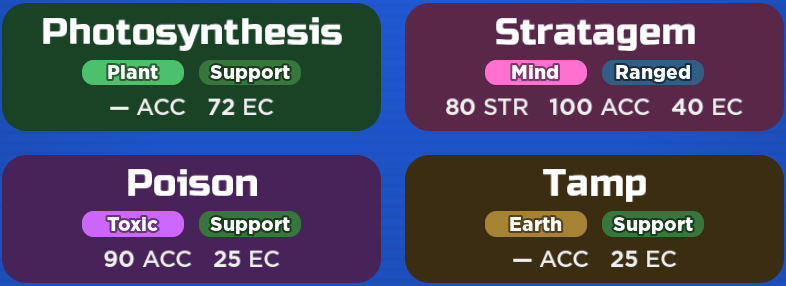 Photosynthesis
Plant Support
— ACC 72 EC
Stratagem
Mind Ranged
80 STR 100 ACC 40 EC
Poison
Toxic Support
90 ACC 25 EC
Tamp
Earth Support
— ACC 25 EC